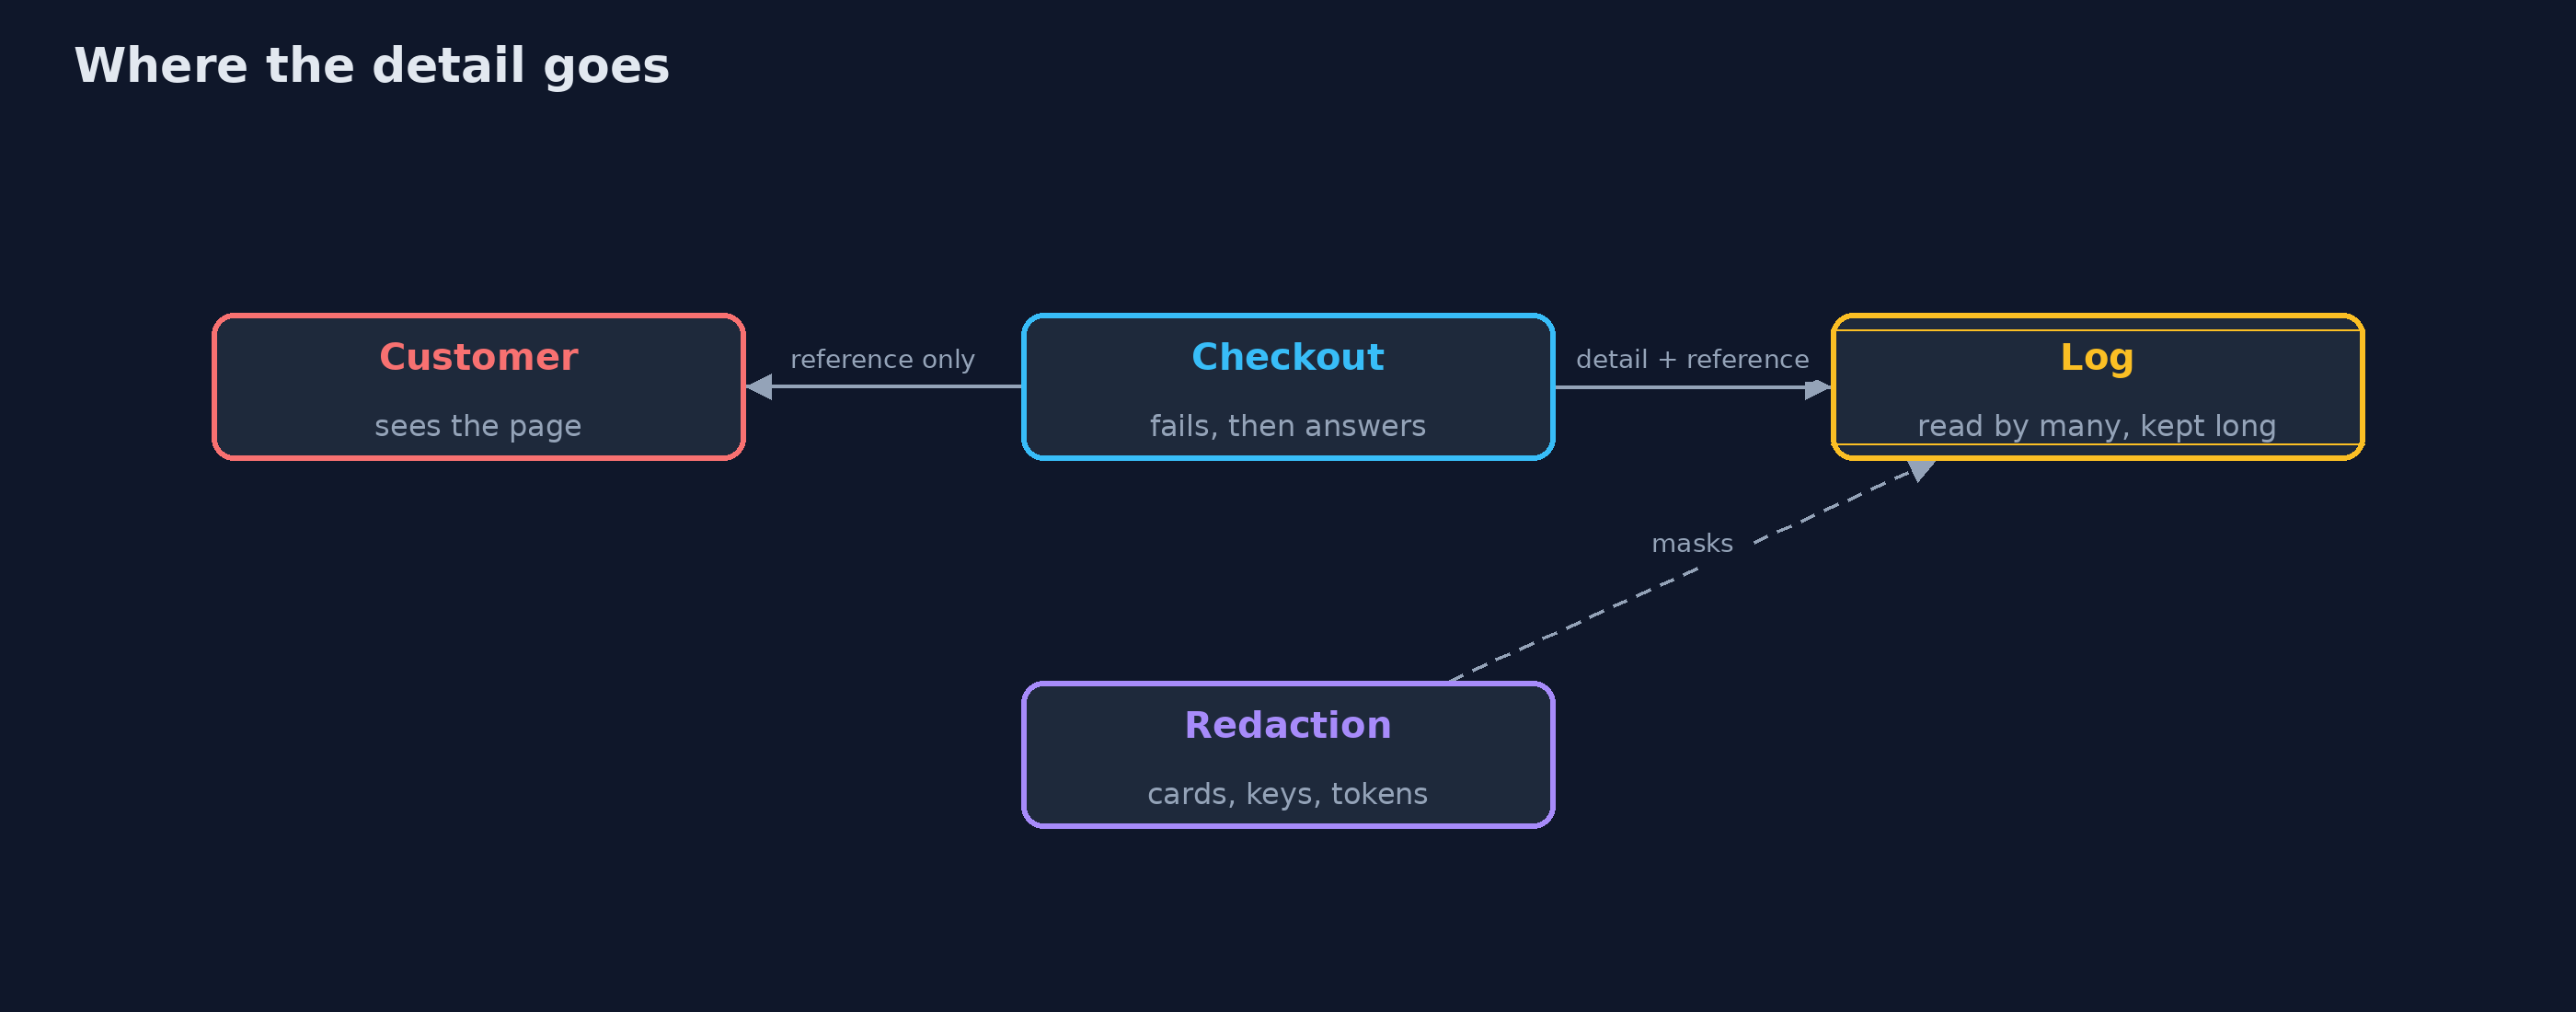 Where the detail goes
Customer
sees the page
reference only
Checkout
fails, then answers
detail + reference
Log
read by many, kept long
masks
Redaction
cards, keys, tokens